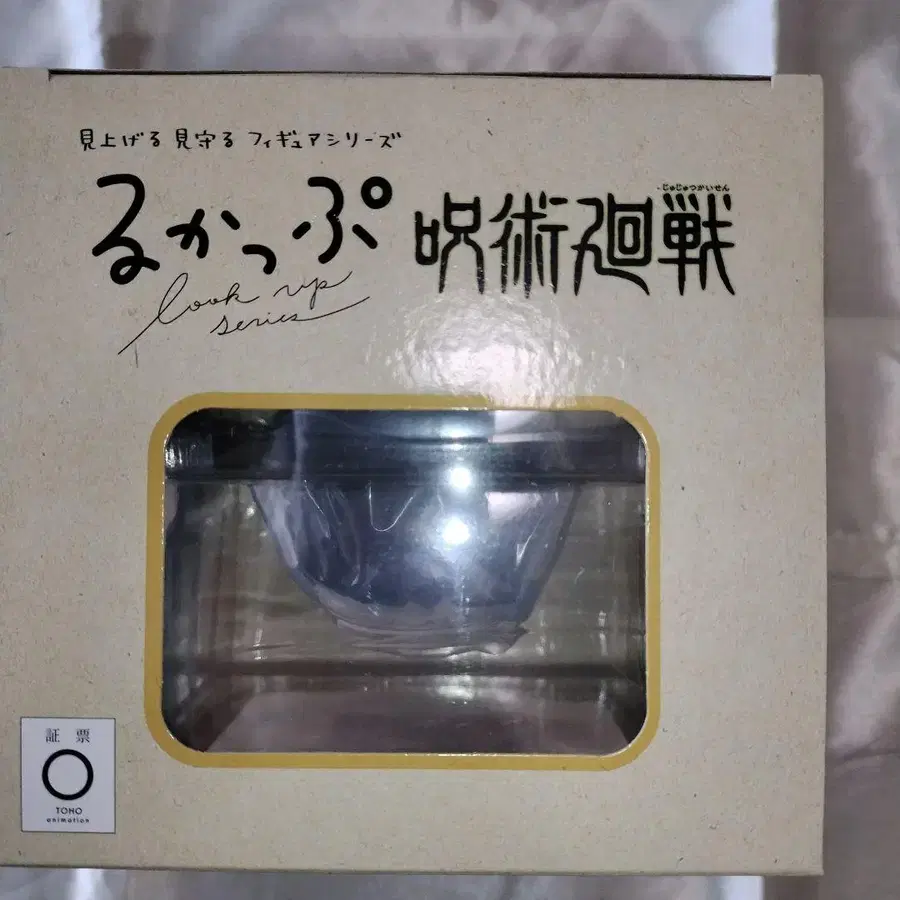 見上げる 見守る フィギュアシリーズ
るかっぷ
look up
series
じゅじゅつかいせん
呪術廻戦
証 票
TOHO
animation